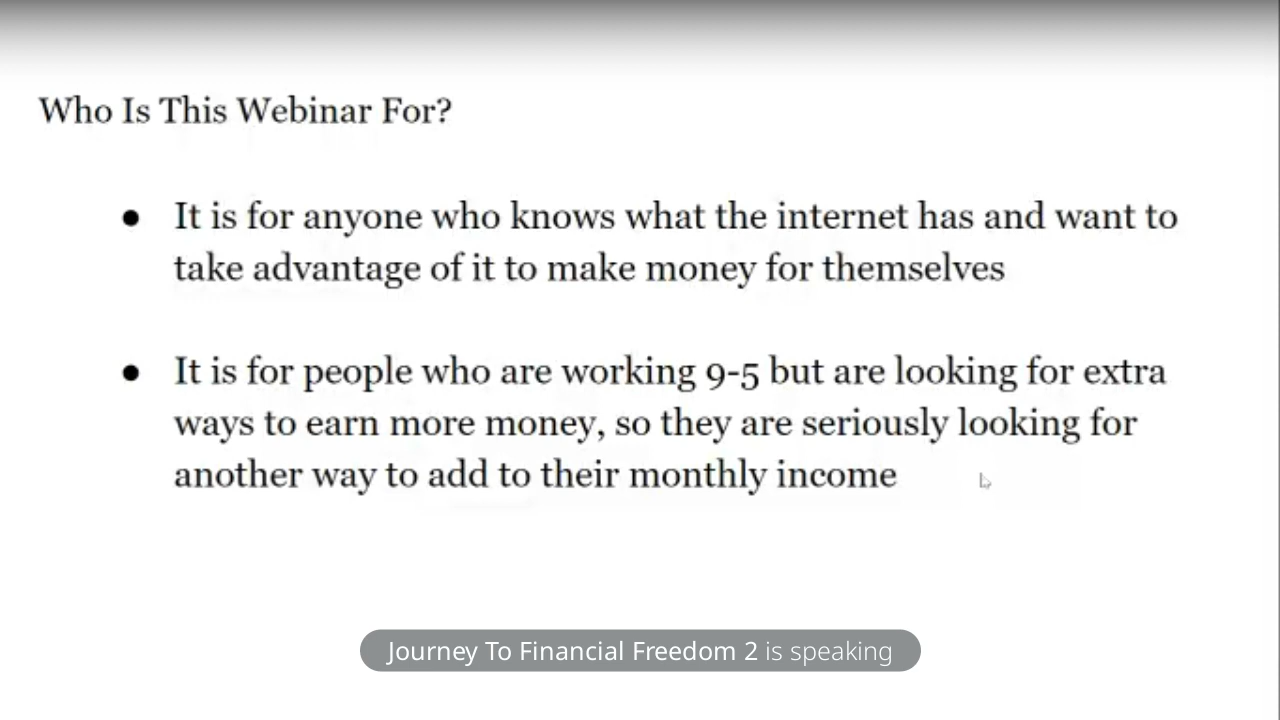 Who Is This Webinar For?
● It is for anyone who knows what the internet has and want to
take advantage of it to make money for themselves
● It is for people who are working 9-5 but are looking for extra
ways to earn more money, so they are seriously looking for
another way to add to their monthly income
Journey To Financial Freedom 2 is speaking